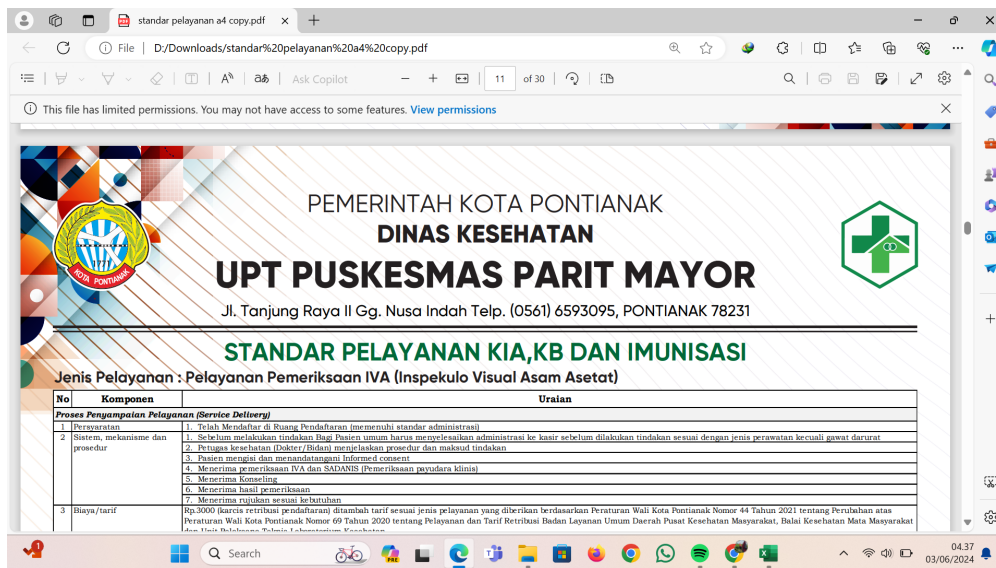 standar pelayanan a4 copy.pdf
File | D:/Downloads/standar%20pelayanan%20a4%20copy.pdf
Ask Copilot
11 of 30
This file has limited permissions. You may not have access to some features. View permissions
PEMERINTAH KOTA PONTIANAK
DINAS KESEHATAN
UPT PUSKESMAS PARIT MAYOR
Jl. Tanjung Raya II Gg. Nusa Indah Telp. (0561) 6593095, PONTIANAK 78231
1771
KOTA PONTIANAK
STANDAR PELAYANAN KIA,KB DAN IMUNISASI
Jenis Pelayanan : Pelayanan Pemeriksaan IVA (Inspekulo Visual Asam Asetat)
No Komponen Uraian
Proses Penyampaian Pelayanan (Service Delivery)
1 Persyaratan 1. Telah Mendaftar di Ruang Pendaftaran (memenuhi standar administrasi)
2 Sistem, mekanisme dan prosedur 1. Sebelum melakukan tindakan Bagi Pasien umum harus menyelesaikan administrasi ke kasir sebelum dilakukan tindakan sesuai dengan jenis perawatan kecuali gawat darurat
2. Petugas kesehatan (Dokter/Bidan) menjelaskan prosedur dan maksud tindakan
3. Pasien mengisi dan menandatangani Informed consent
4. Menerima pemeriksaan IVA dan SADANIS (Pemeriksaan payudara klinis)
5. Menerima Konseling
6. Menerima hasil pemeriksaan
7. Menerima rujukan sesuai kebutuhan
3 Biaya/tarif Rp.3000 (karcis retribusi pendaftaran) ditambah tarif sesuai jenis pelayanan yang diberikan berdasarkan Peraturan Wali Kota Pontianak Nomor 44 Tahun 2021 tentang Perubahan atas
Peraturan Wali Kota Pontianak Nomor 69 Tahun 2020 tentang Pelayanan dan Tarif Retribusi Badan Layanan Umum Daerah Pusat Kesehatan Masyarakat, Balai Kesehatan Mata Masyarakat
dan Unit Pelaksana Teknis Laboratorium Kesehatan
Search
04.37
03/06/2024